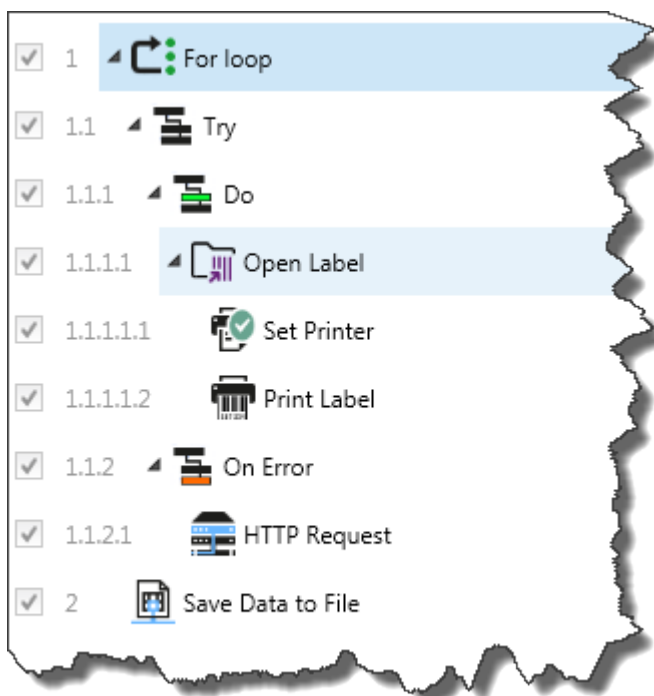 1 For loop
1.1 Try
1.1.1 Do
1.1.1.1 Open Label
1.1.1.1.1 Set Printer
1.1.1.1.2 Print Label
1.1.2 On Error
1.1.2.1 HTTP Request
2 Save Data to File